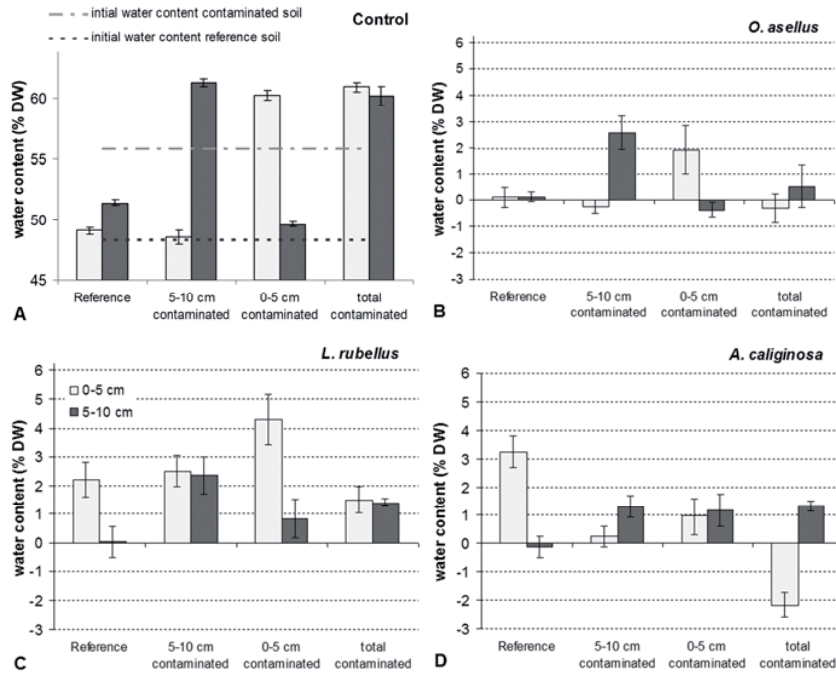 intial water content contaminated soil
Control
initial water content reference soil
water content (% DW)
60
55
50
45
Reference
5-10 cm
contaminated
0-5 cm
contaminated
total
contaminated
A
O. asellus
water content (% DW)
6
5
4
3
2
1
0
-1
-2
-3
Reference
5-10 cm
contaminated
0-5 cm
contaminated
total
contaminated
B
L. rubellus
0-5 cm
5-10 cm
water content (% DW)
6
5
4
3
2
1
0
-1
-2
-3
Reference
5-10 cm
contaminated
0-5 cm
contaminated
total
contaminated
C
A. caliginosa
water content (% DW)
6
5
4
3
2
1
0
-1
-2
-3
Reference
5-10 cm
contaminated
0-5 cm
contaminated
total
contaminated
D